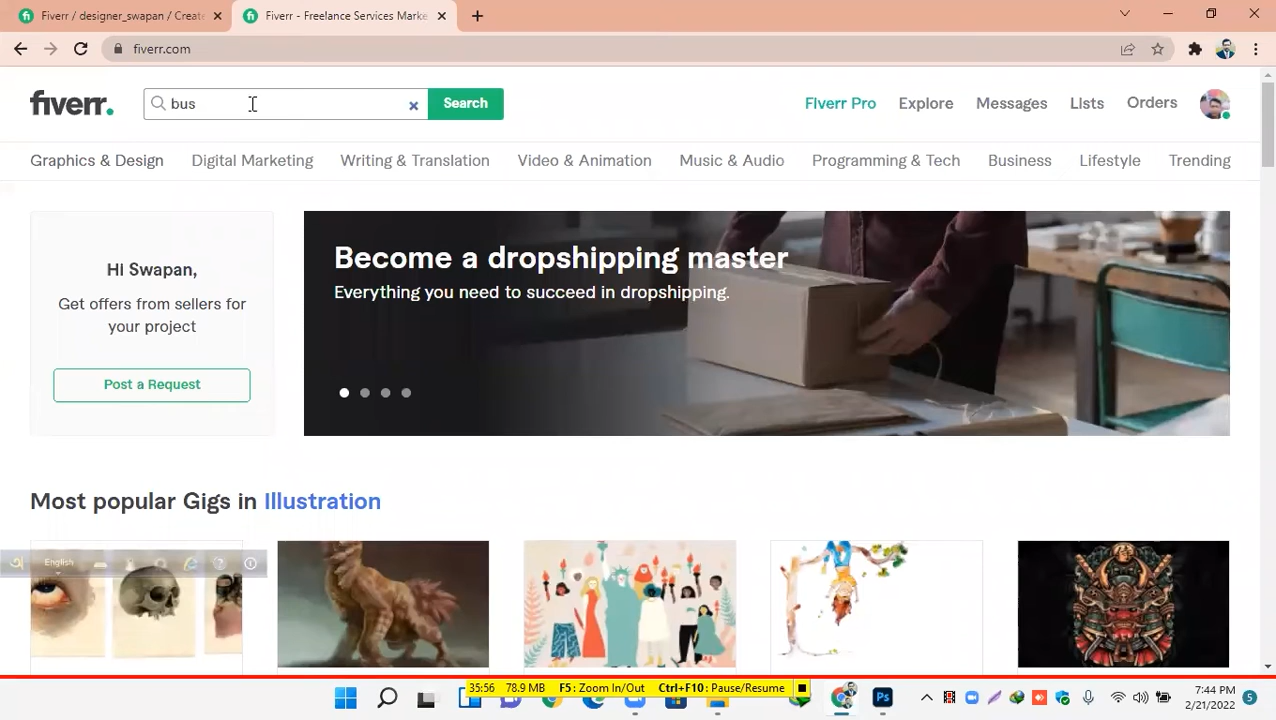 Fiverr / designer_swapan / Create
Fiverr - Freelance Services Marke
fiverr.com
fiverr.
bus
Search
Fiverr Pro
Explore
Messages
Lists
Orders
Graphics & Design
Digital Marketing
Writing & Translation
Video & Animation
Music & Audio
Programming & Tech
Business
Lifestyle
Trending
Hi Swapan,
Get offers from sellers for
your project
Post a Request
Become a dropshipping master
Everything you need to succeed in dropshipping.
Most popular Gigs in Illustration
English
35:56 78.9 MB F5: Zoom In/Out Ctrl+F10: Pause/Resume
Ps
7:44 PM
2/21/2022
5